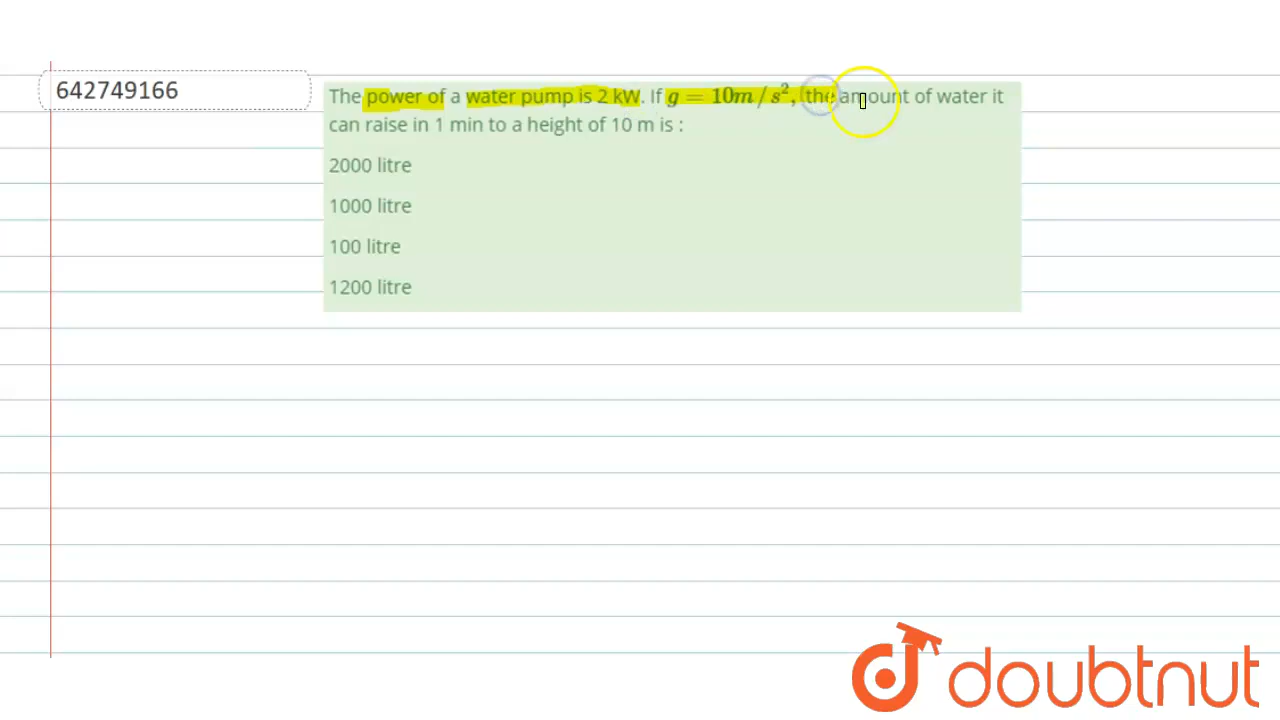 642749166
The power of a water pump is 2 kW. If g = 10m/s², the amount of water it
can raise in 1 min to a height of 10 m is :
2000 litre
1000 litre
100 litre
1200 litre
doubtnut